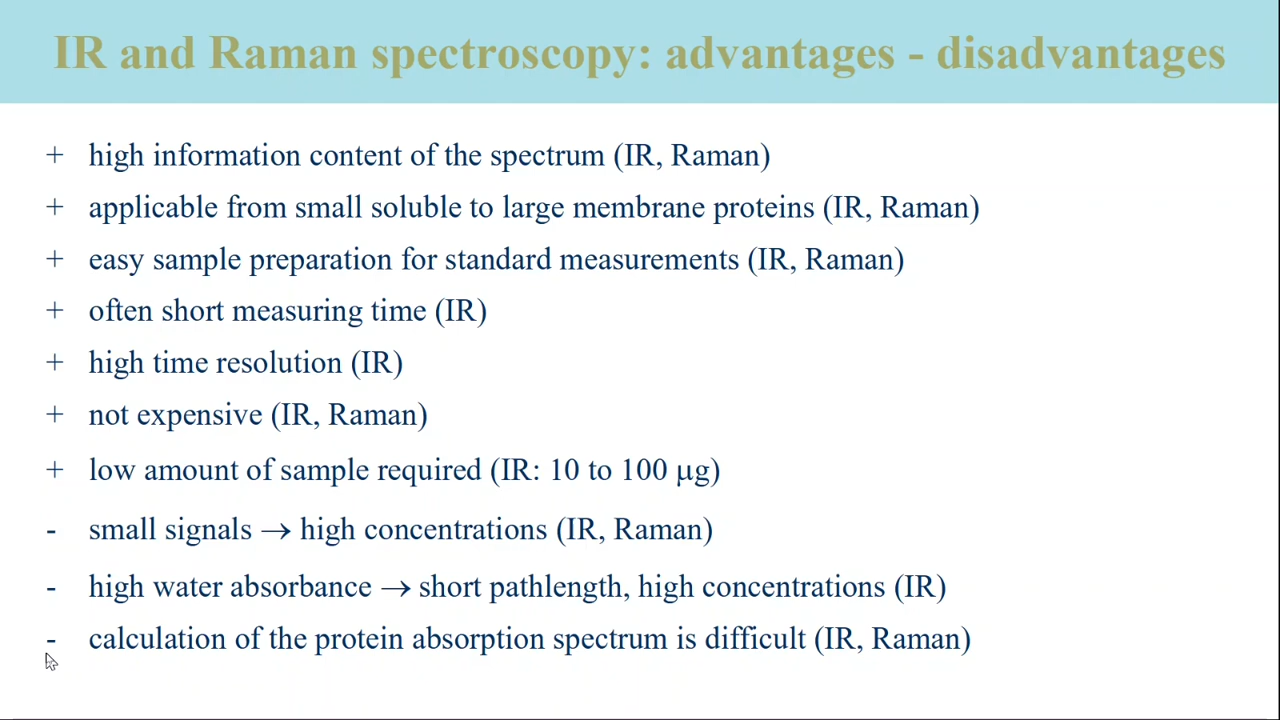 IR and Raman spectroscopy: advantages - disadvantages
+ high information content of the spectrum (IR, Raman)
+ applicable from small soluble to large membrane proteins (IR, Raman)
+ easy sample preparation for standard measurements (IR, Raman)
+ often short measuring time (IR)
+ high time resolution (IR)
+ not expensive (IR, Raman)
+ low amount of sample required (IR: 10 to 100 μg)
- small signals → high concentrations (IR, Raman)
- high water absorbance → short pathlength, high concentrations (IR)
- calculation of the protein absorption spectrum is difficult (IR, Raman)